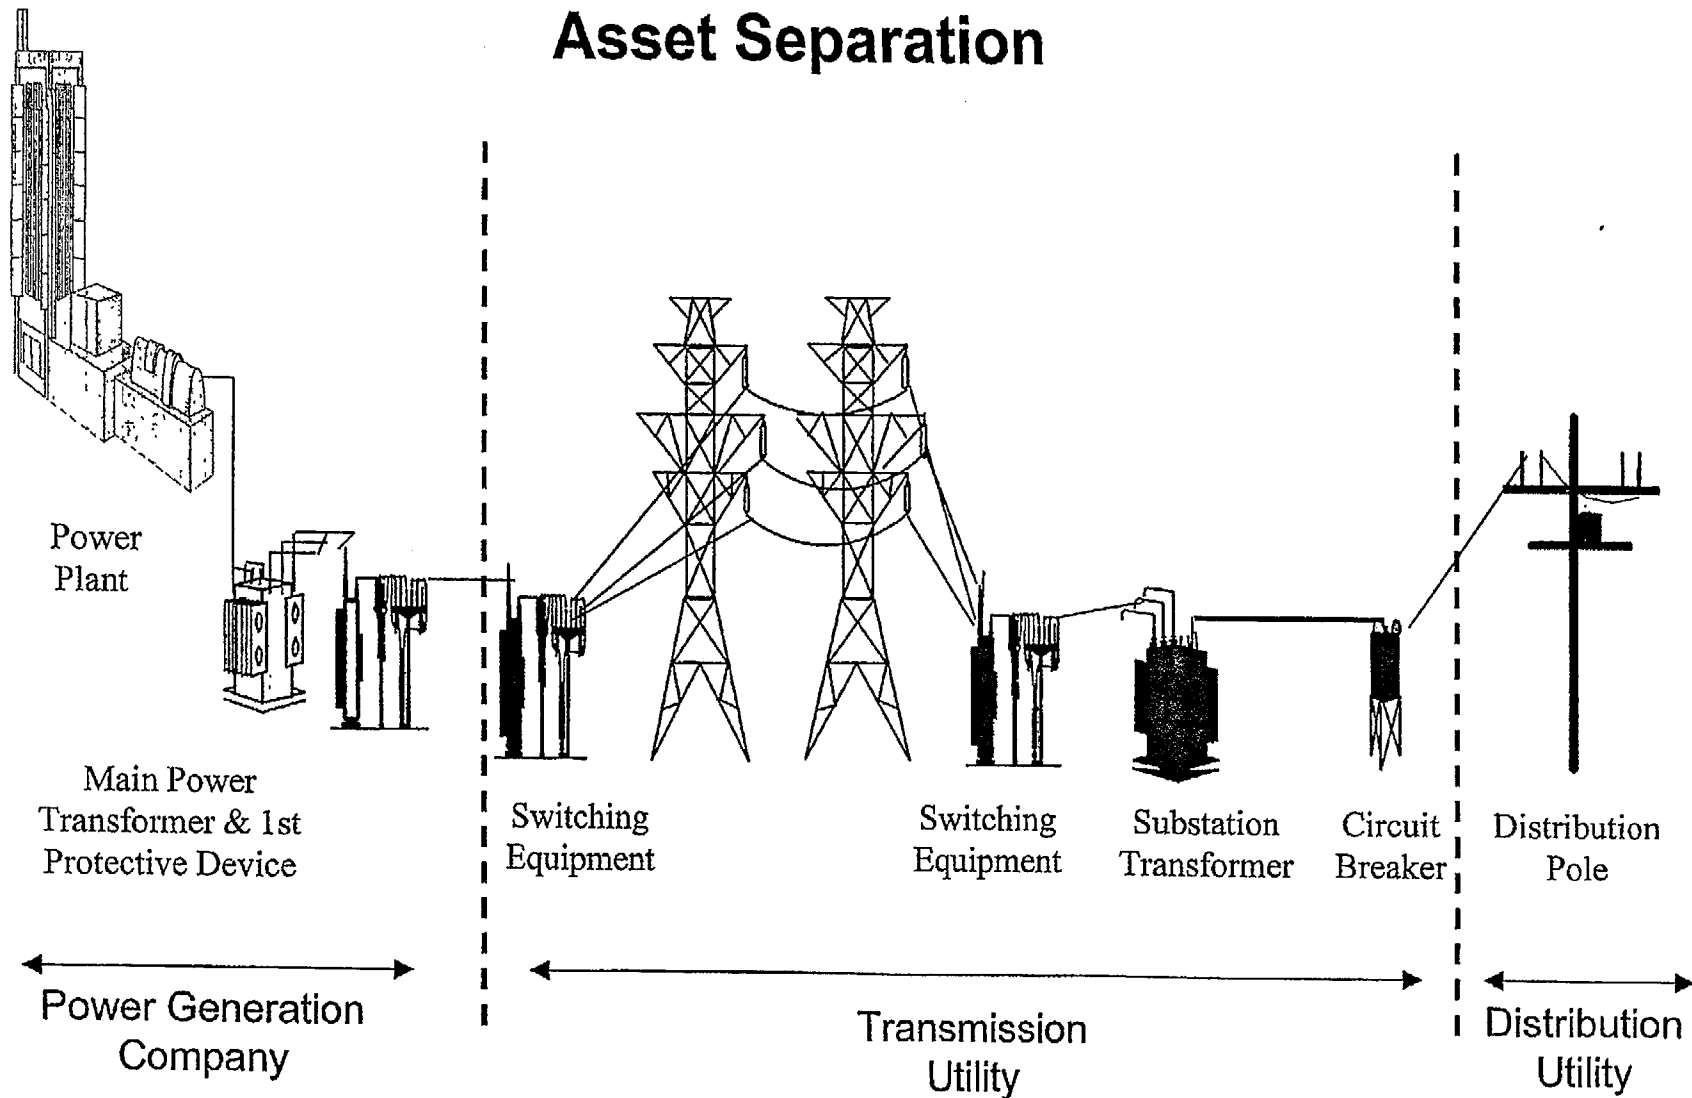 Asset Separation
Power
Plant
Main Power
Transformer & 1st
Protective Device
Switching
Equipment
Switching
Equipment
Substation
Transformer
Circuit
Breaker
Distribution
Pole
Power Generation
Company
Transmission
Utility
Distribution
Utility